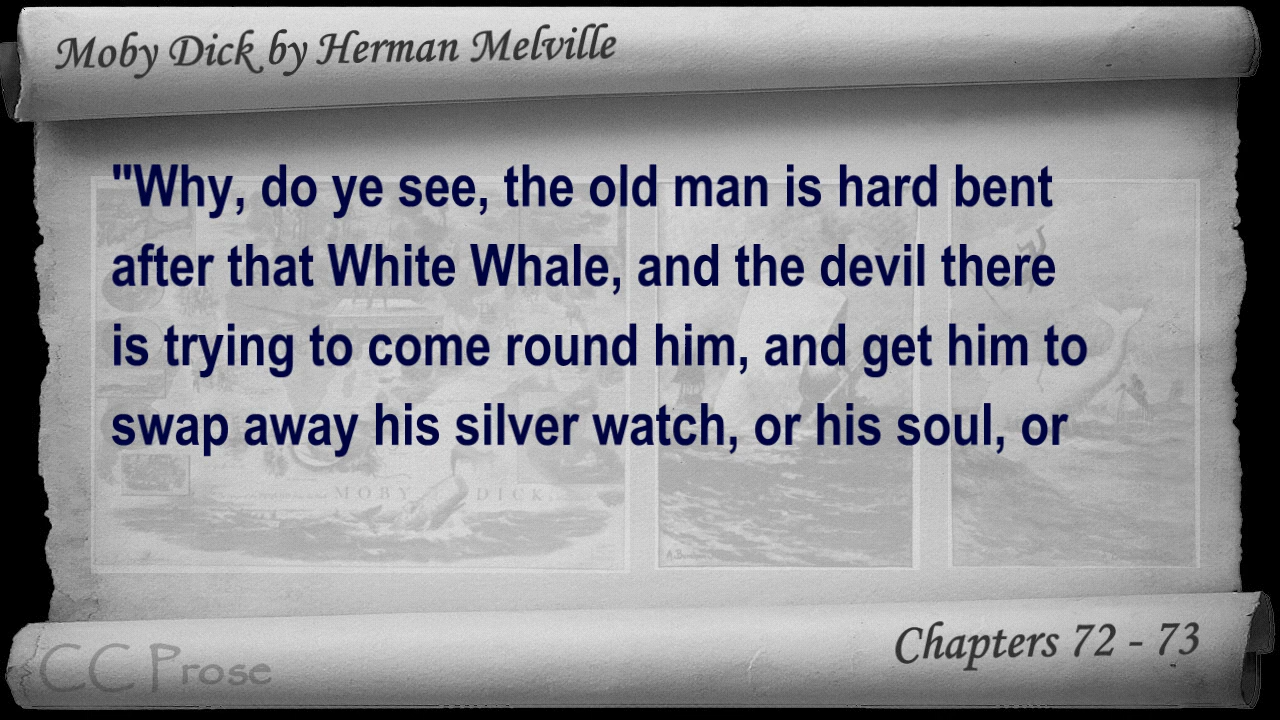 Moby Dick by Herman Melville
"Why, do ye see, the old man is hard bent
after that White Whale, and the devil there
is trying to come round him, and get him to
swap away his silver watch, or his soul, or
MOBY DICK
Chapters 72 - 73
CC Prose